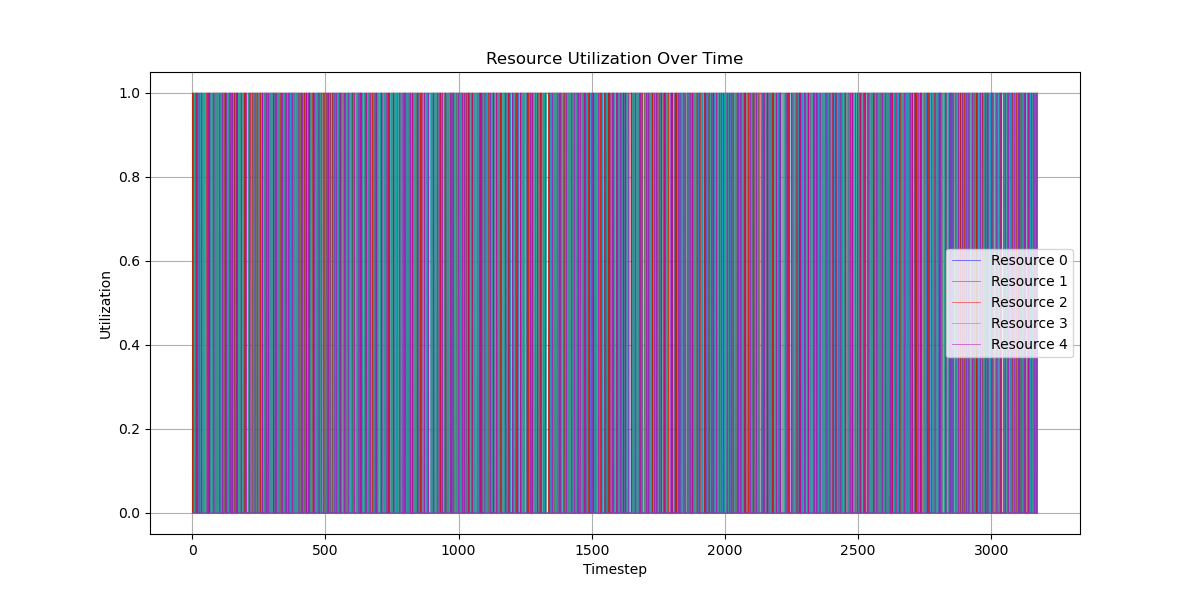 Resource Utilization Over Time
1.0
0.8
0.6
0.4
0.2
0.0
Utilization
Resource 0
Resource 1
Resource 2
Resource 3
Resource 4
0 500 1000 1500 2000 2500 3000
Timestep